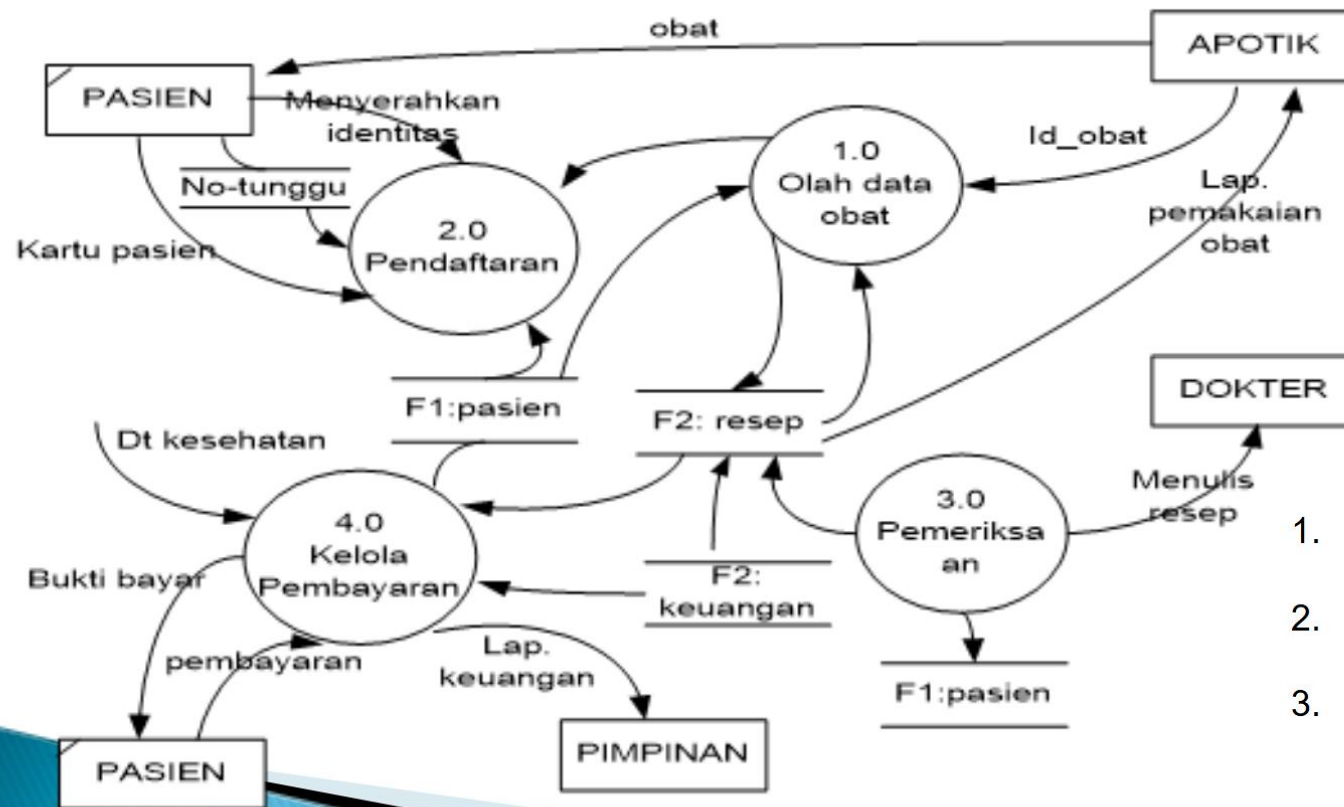 obat
APOTIK
PASIEN
Menyerahkan
identitas
No-tunggu
Kartu pasien
2.0
Pendaftaran
1.0
Olah data
obat
Id_obat
Lap.
pemakaian
obat
F1:pasien
F2: resep
DOKTER
Dt kesehatan
4.0
Kelola
Pembayaran
3.0
Pemeriksa
an
Menulis
resep
1.
2.
3.
Bukti bayar
pembayaran
F2:
keuangan
Lap.
keuangan
F1:pasien
PASIEN
PIMPINAN